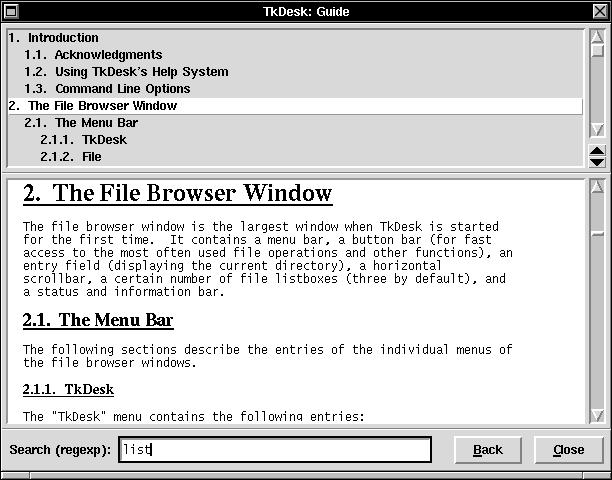 TkDesk: Guide
1. Introduction
1.1. Acknowledgments
1.2. Using TkDesk's Help System
1.3. Command Line Options
2. The File Browser Window
2.1. The Menu Bar
2.1.1. TkDesk
2.1.2. File
2. The File Browser Window
The file browser window is the largest window when TkDesk is started
for the first time. It contains a menu bar, a button bar (for fast
access to the most often used file operations and other functions), an
entry field (displaying the current directory), a horizontal
scrollbar, a certain number of file listboxes (three by default), and
a status and information bar.
2.1. The Menu Bar
The following sections describe the entries of the individual menus of
the file browser windows.
2.1.1. TkDesk
The "TkDesk" menu contains the following entries:
Search (regexp): list Back Close